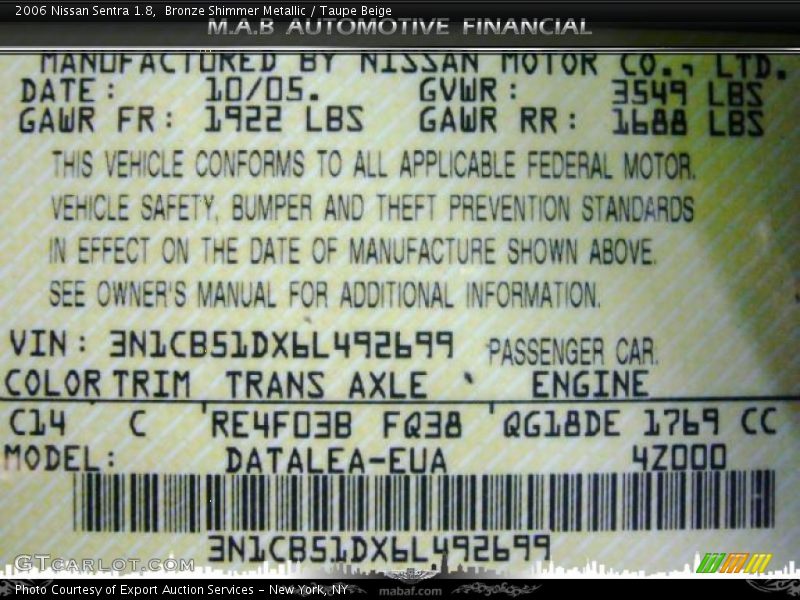 2006 Nissan Sentra 1.8, Bronze Shimmer Metallic / Taupe Beige
M.A.B AUTOMOTIVE FINANCIAL
MANUFACTURED BY NISSAN MOTOR CO., LTD.
DATE: 10/05. GVWR: 3549 LBS
GAWR FR: 1922 LBS GAWR RR: 1688 LBS
THIS VEHICLE CONFORMS TO ALL APPLICABLE FEDERAL MOTOR.
VEHICLE SAFETY, BUMPER AND THEFT PREVENTION STANDARDS
IN EFFECT ON THE DATE OF MANUFACTURE SHOWN ABOVE.
SEE OWNER'S MANUAL FOR ADDITIONAL INFORMATION.
VIN: 3N1CB51DX6L492699 PASSENGER CAR.
COLOR TRIM TRANS AXLE ENGINE
C14 C RE4F03B FQ38 QG18DE 1769 CC
MODEL: DATALEA-EUA 4Z000
3N1CB51DX6L492699
GTCARLOT.COM
Photo Courtesy of Export Auction Services - New York, NY
mabaf.com